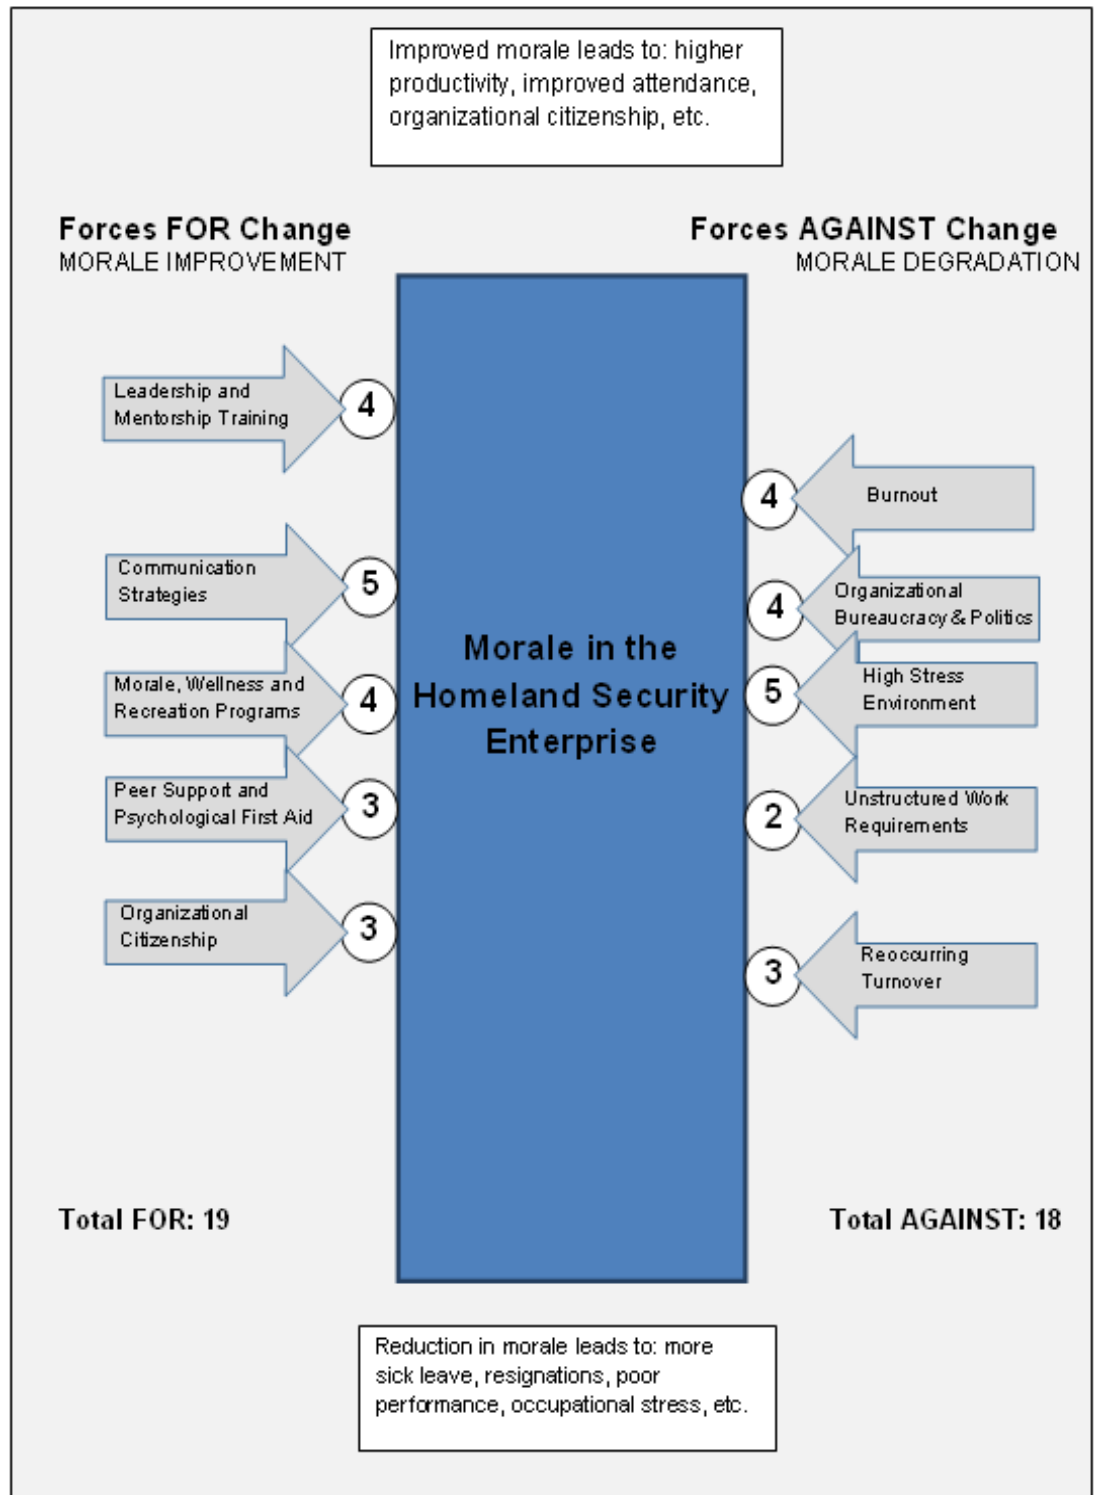 Improved morale leads to: higher
productivity, improved attendance,
organizational citizenship, etc.
Forces FOR Change
MORALE IMPROVEMENT
Forces AGAINST Change
MORALE DEGRADATION
Leadership and
Mentorship Training
4
Communication
Strategies
5
Morale, Wellness and
Recreation Programs
4
Peer Support and
Psychological First Aid
3
Organizational
Citizenship
3
Morale in the
Homeland Security
Enterprise
4
Burnout
4
Organizational
Bureaucracy & Politics
5
High Stress
Environment
2
Unstructured Work
Requirements
3
Reoccurring
Turnover
Total FOR: 19
Total AGAINST: 18
Reduction in morale leads to: more
sick leave, resignations, poor
performance, occupational stress, etc.